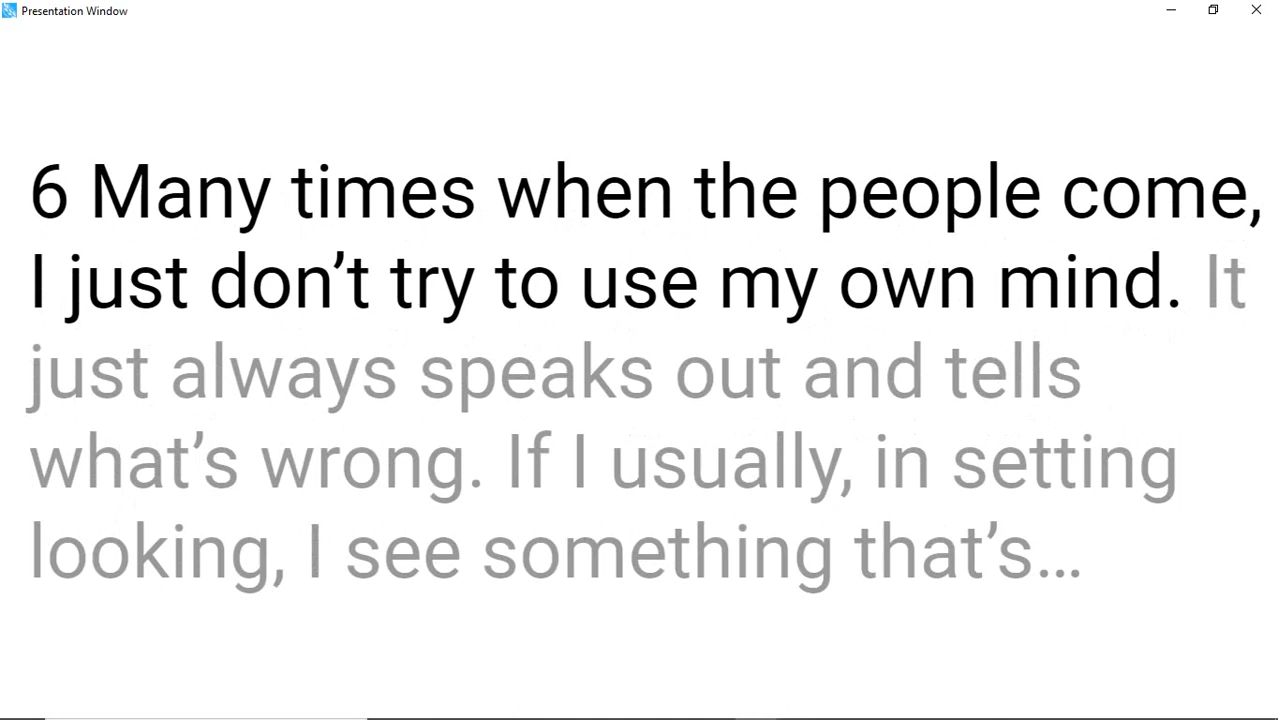 Presentation Window
6 Many times when the people come,
I just don’t try to use my own mind. It
just always speaks out and tells
what’s wrong. If I usually, in setting
looking, I see something that’s…